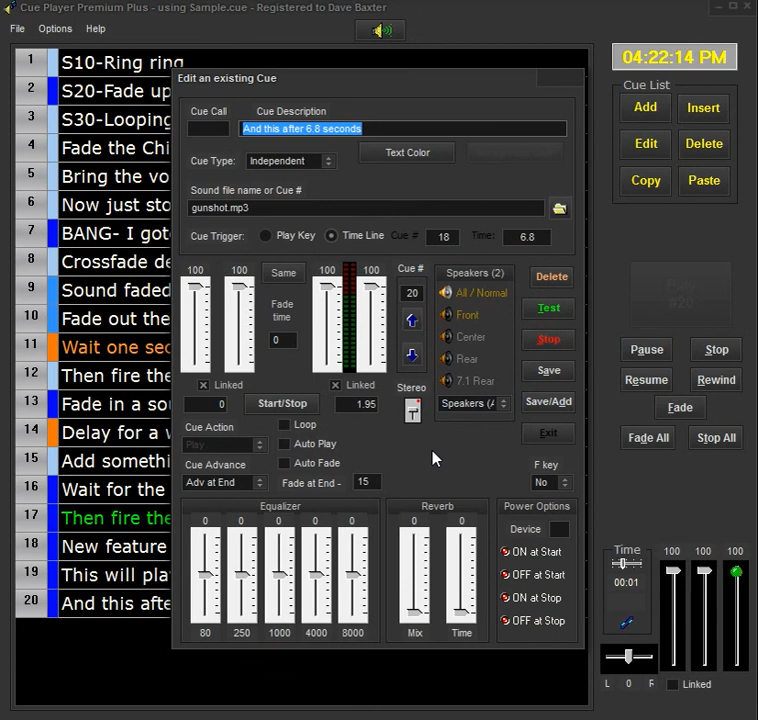 Cue Player Premium Plus - using Sample.cue - Registered to Dave Baxter
File Options Help
04:22:14 PM
Cue List
Add Insert
Edit Delete
Copy Paste
1 S10-Ring ring
2 S20-Fade up
3 S30-Looping
4 Fade the Chi
5 Bring the vo
6 Now just sto
7 BANG- I got
8 Crossfade de
9 Sound faded
10 Fade out the
11 Wait one sec
12 Then fire the
13 Fade in a sou
14 Delay for a w
15 Add somethi
16 Wait for the
17 Then fire the
18 New feature
19 This will pla
20 And this afte
Edit an existing Cue
Cue Call Cue Description
And this after 6.8 seconds
Cue Type: Independent Text Color
Sound file name or Cue #
gunshot.mp3
Cue Trigger: Play Key Time Line Cue # 18 Time: 6.8
100 100 Same 100 100 Cue # Speakers (2) Delete
20 All / Normal
Fade time Front Test
0 Center Stop
Rear
7.1 Rear Save
Linked Linked Stereo
0 Start/Stop 1.95 Speakers (A Save/Add
Cue Action Loop Exit
Play Auto Play
Cue Advance Auto Fade F key
Adv at End Fade at End - 15 No
Equalizer Reverb Power Options
0 0 0 0 0 0 0 Device
ON at Start
OFF at Start
ON at Stop
OFF at Stop
80 250 1000 4000 8000 Mix Time
Play
#20
Pause Stop
Resume Rewind
Fade
Fade All Stop All
Time 100 100 100
00:01
L 0 R Linked